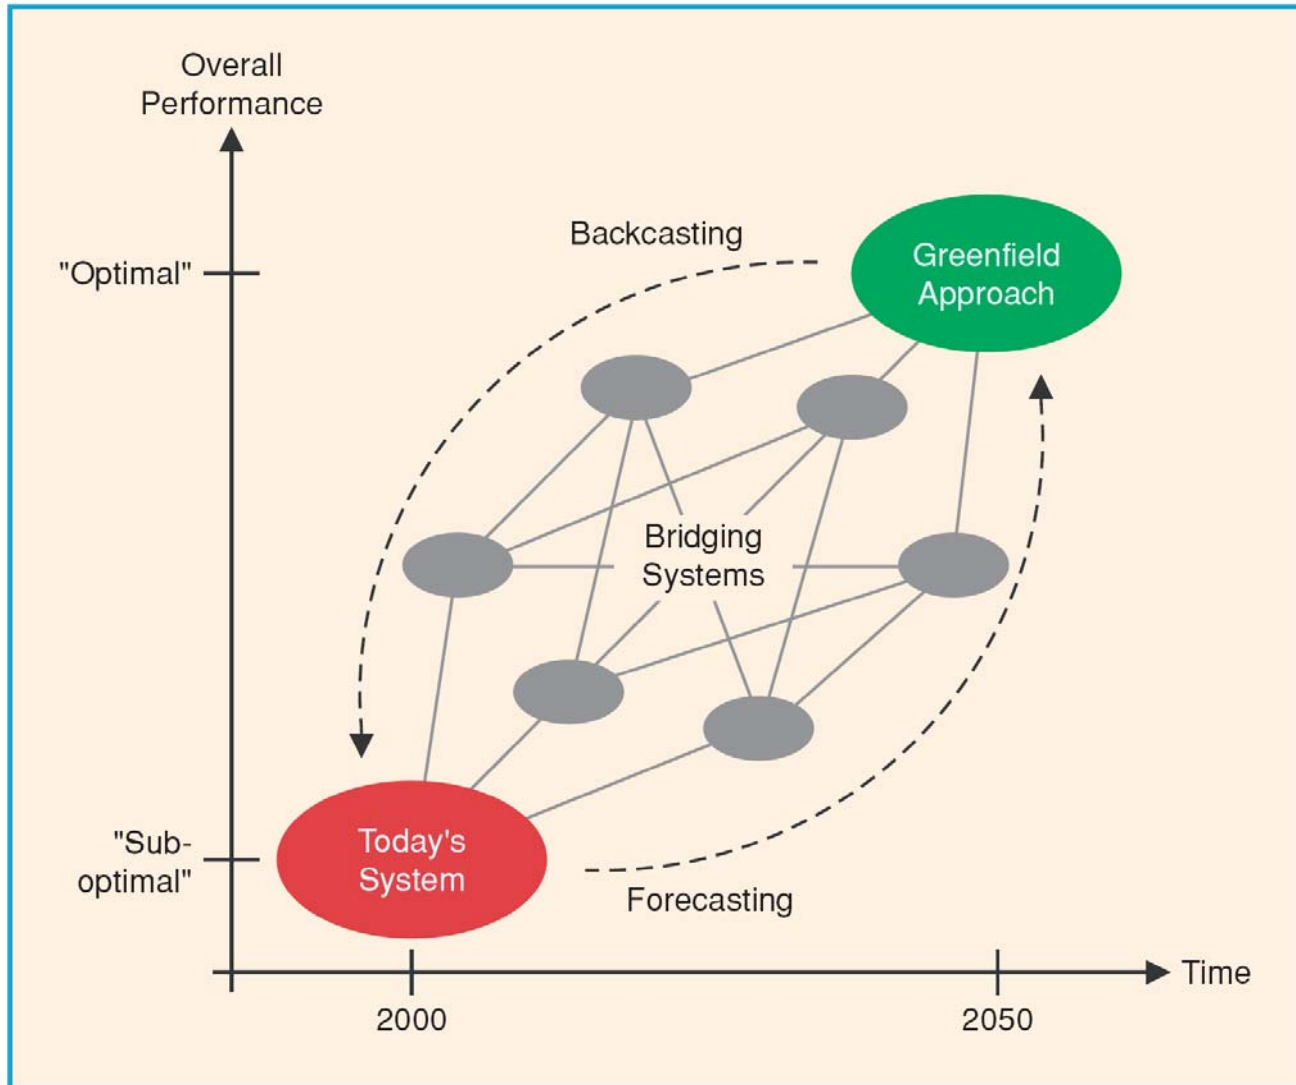 Overall
Performance
Backcasting
Greenfield
Approach
"Optimal"
Bridging
Systems
"Sub-
optimal"
Today's
System
Forecasting
Time
2000
2050